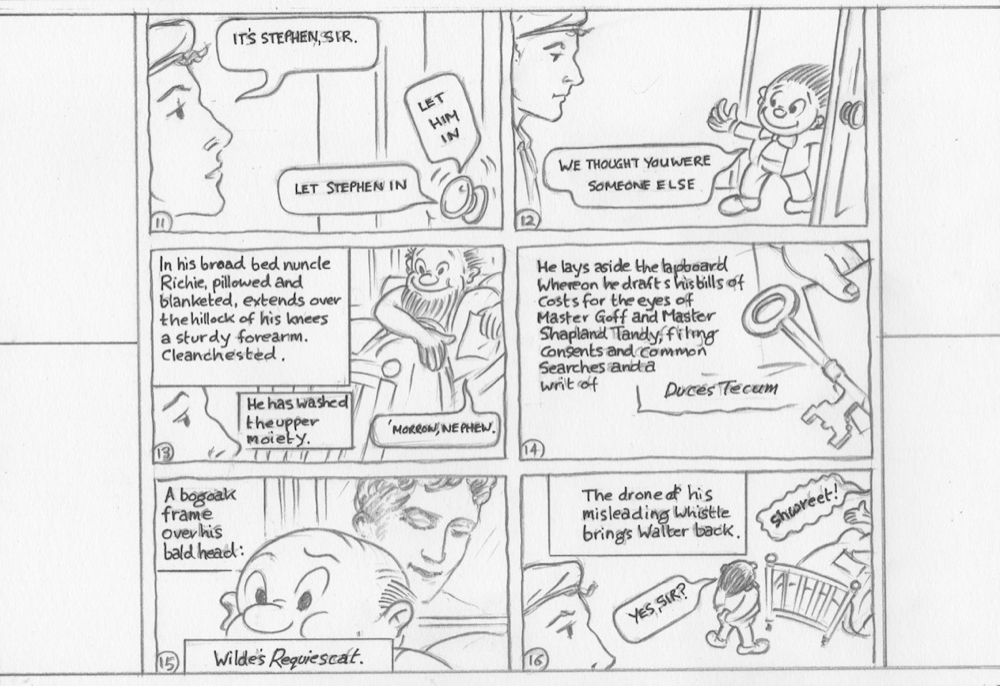 IT'S STEPHEN, SIR.
LET
HIM
IN
LET STEPHEN IN
11
WE THOUGHT YOU WERE
SOMEONE ELSE
12
In his broad bed nuncle
Richie, pillowed and
blanketed, extends over
the hillock of his knees
a sturdy forearm.
Cleanchested.
He has washed
the upper
moiety.
'MORROW, NEPHEN.
13
He lays aside the lapboard
Whereon he drafts his bills of
Costs for the eyes of
Master Goff and Master
Shapland Tandy, filing
Consents and common
Searches and a
writ of
Duces Tecum
14
A bogoak
frame
over his
bald head:
Wilde's Requiescat.
15
The drone of his
misleading Whistle
brings Walter back.
shwreet!
YES, SIR?
16